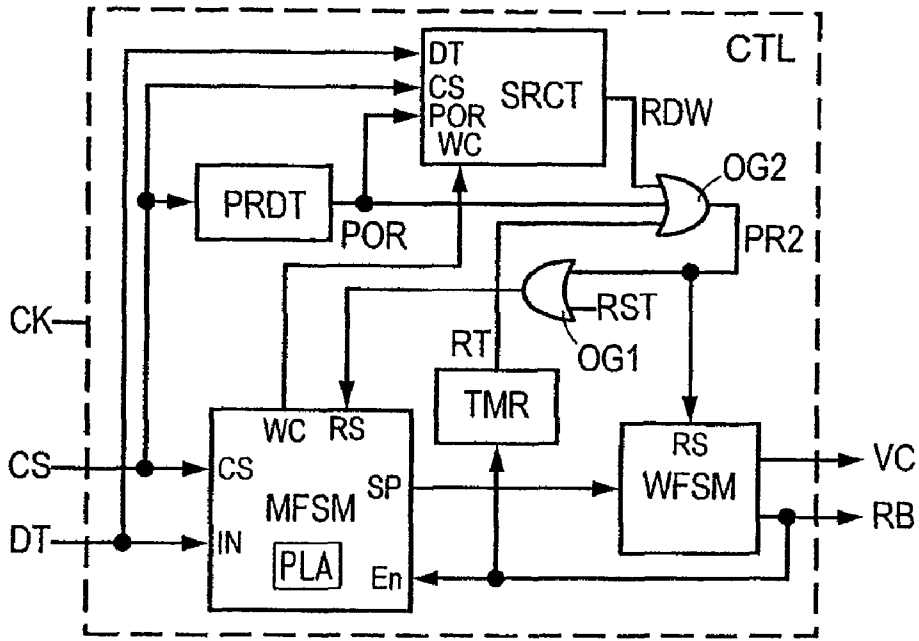 CTL
DT
CS
POR
WC
SRCT
RDW
OG2
PRDT
POR
PR2
CK
RST
RT
OG1
TMR
WC RS
RS
CS
CS
SP
MFSM
WFSM
VC
RB
DT
IN
PLA
En